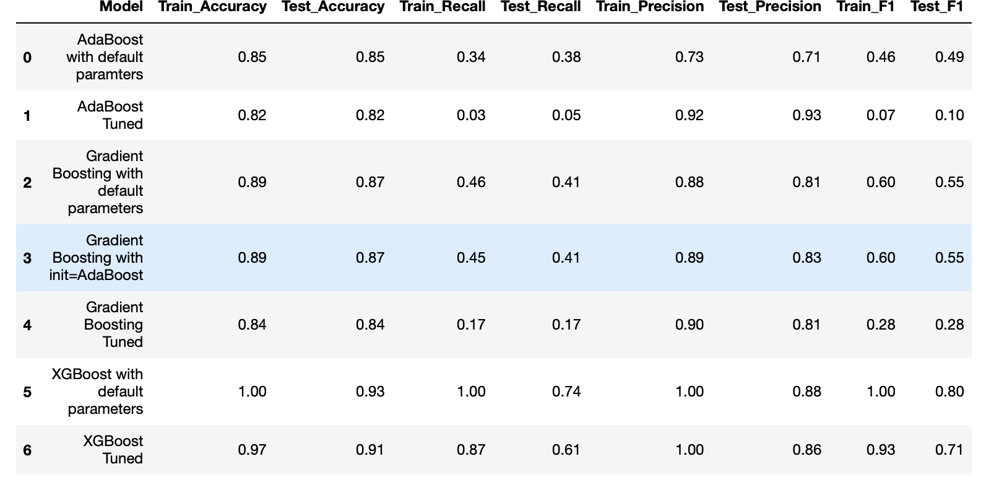 Model Train_Accuracy Test_Accuracy Train_Recall Test_Recall Train_Precision Test_Precision Train_F1 Test_F1
AdaBoost
0 with default 0.85 0.85 0.34 0.38 0.73 0.71 0.46 0.49
paramters
AdaBoost
1 0.82 0.82 0.03 0.05 0.92 0.93 0.07 0.10
Tuned
Gradient
Boosting with
2 0.89 0.87 0.46 0.41 0.88 0.81 0.60 0.55
default
parameters
Gradient
3 Boosting with 0.89 0.87 0.45 0.41 0.89 0.83 0.60 0.55
init=AdaBoost
Gradient
4 Boosting 0.84 0.84 0.17 0.17 0.90 0.81 0.28 0.28
Tuned
XGBoost with
5 default 1.00 0.93 1.00 0.74 1.00 0.88 1.00 0.80
parameters
XGBoost
6 0.97 0.91 0.87 0.61 1.00 0.86 0.93 0.71
Tuned